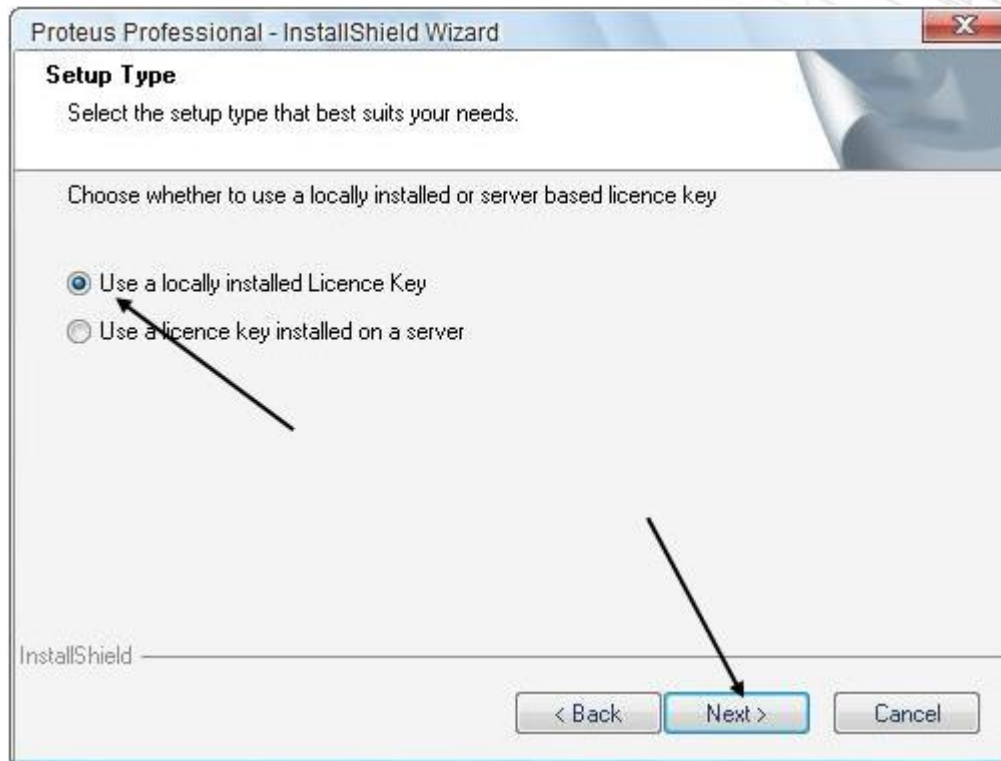 Proteus Professional - InstallShield Wizard
Setup Type
Select the setup type that best suits your needs.
Choose whether to use a locally installed or server based licence key
Use a locally installed Licence Key
Use a licence key installed on a server
InstallShield
< Back
Next >
Cancel